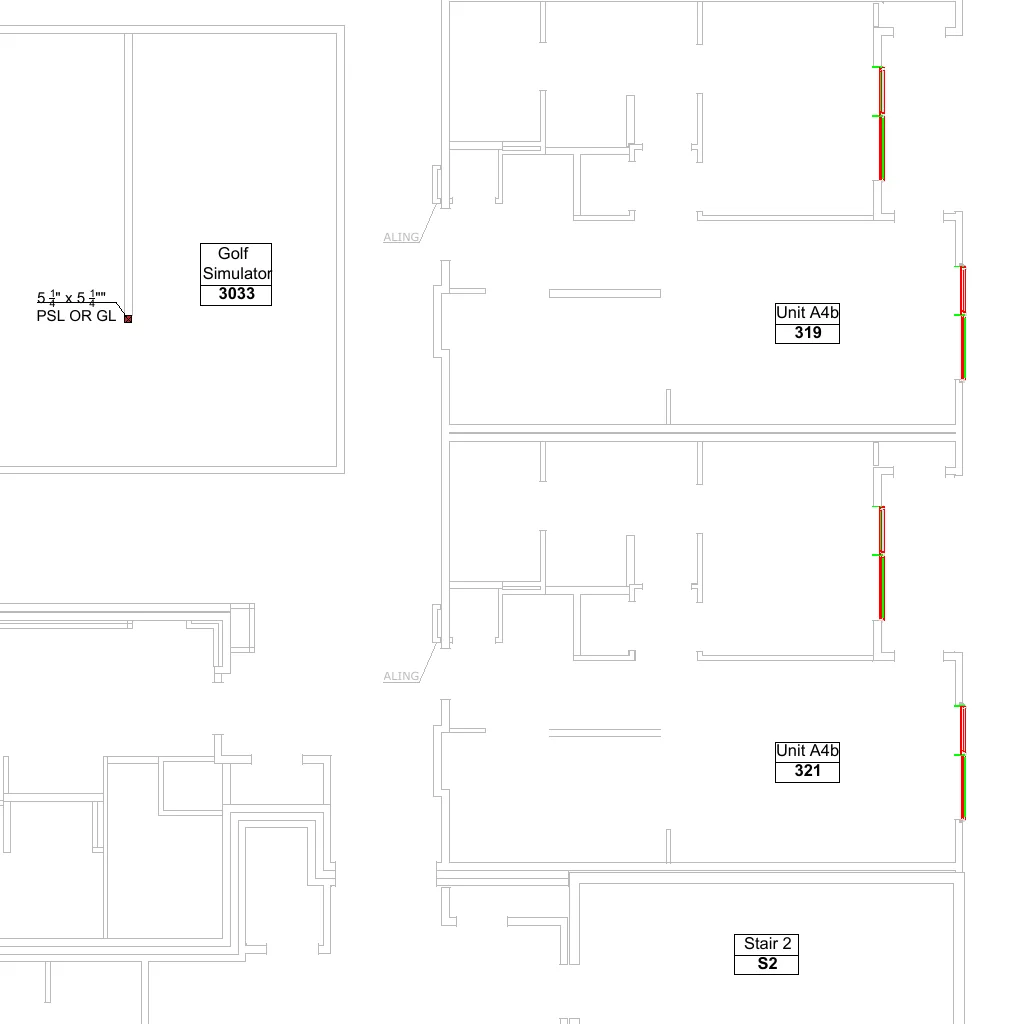 ALING
Golf
Simulator
3033
5 1/4" x 5 1/4""
PSL OR GL
Unit A4b
319
ALING
Unit A4b
321
Stair 2
S2